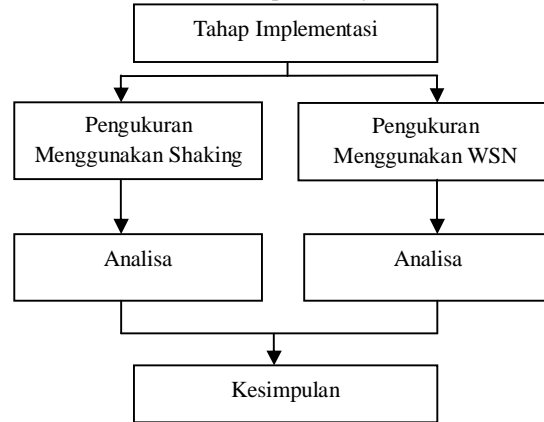 Tahap Implementasi
Pengukuran
Menggunakan Shaking
Pengukuran
Menggunakan WSN
Analisa
Analisa
Kesimpulan